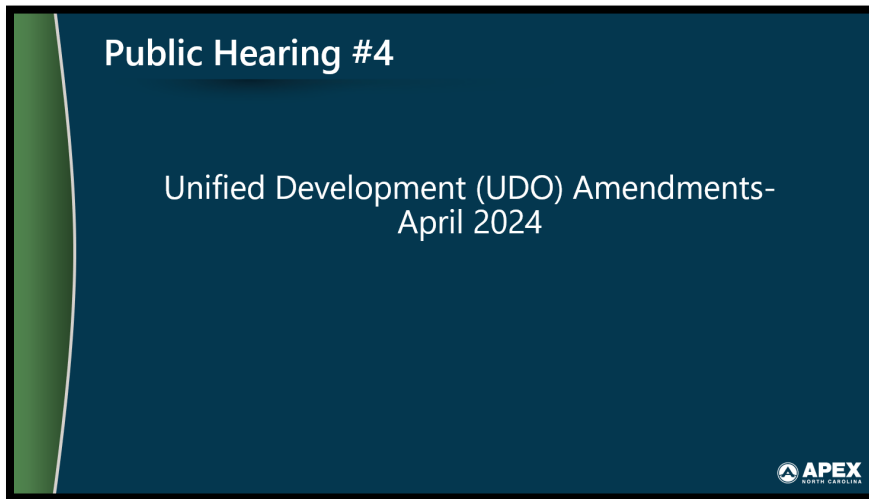 Public Hearing #4
Unified Development (UDO) Amendments-
April 2024
APEX
NORTH CAROLINA